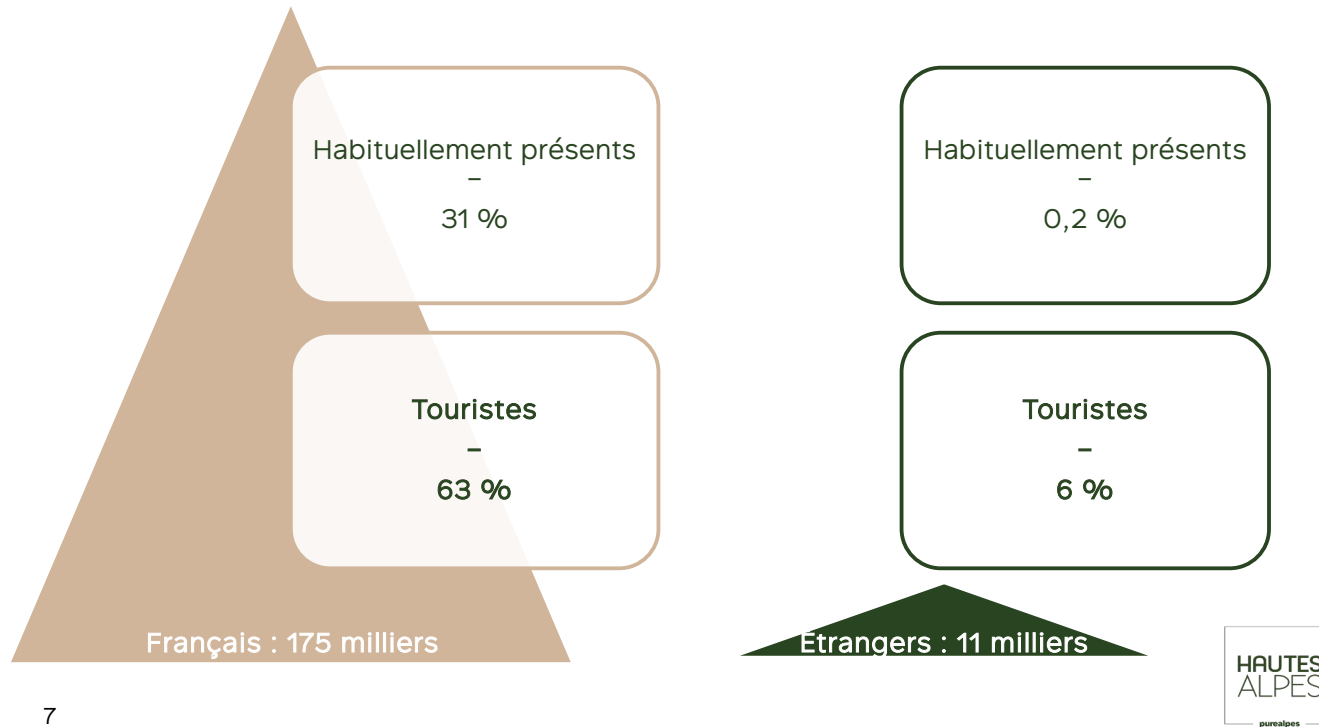 Habituellement présents
–
31 %
Touristes
–
63 %
Français : 175 milliers
Habituellement présents
–
0,2 %
Touristes
–
6 %
Etrangers : 11 milliers
HAUTES
ALPES
purealpes
7